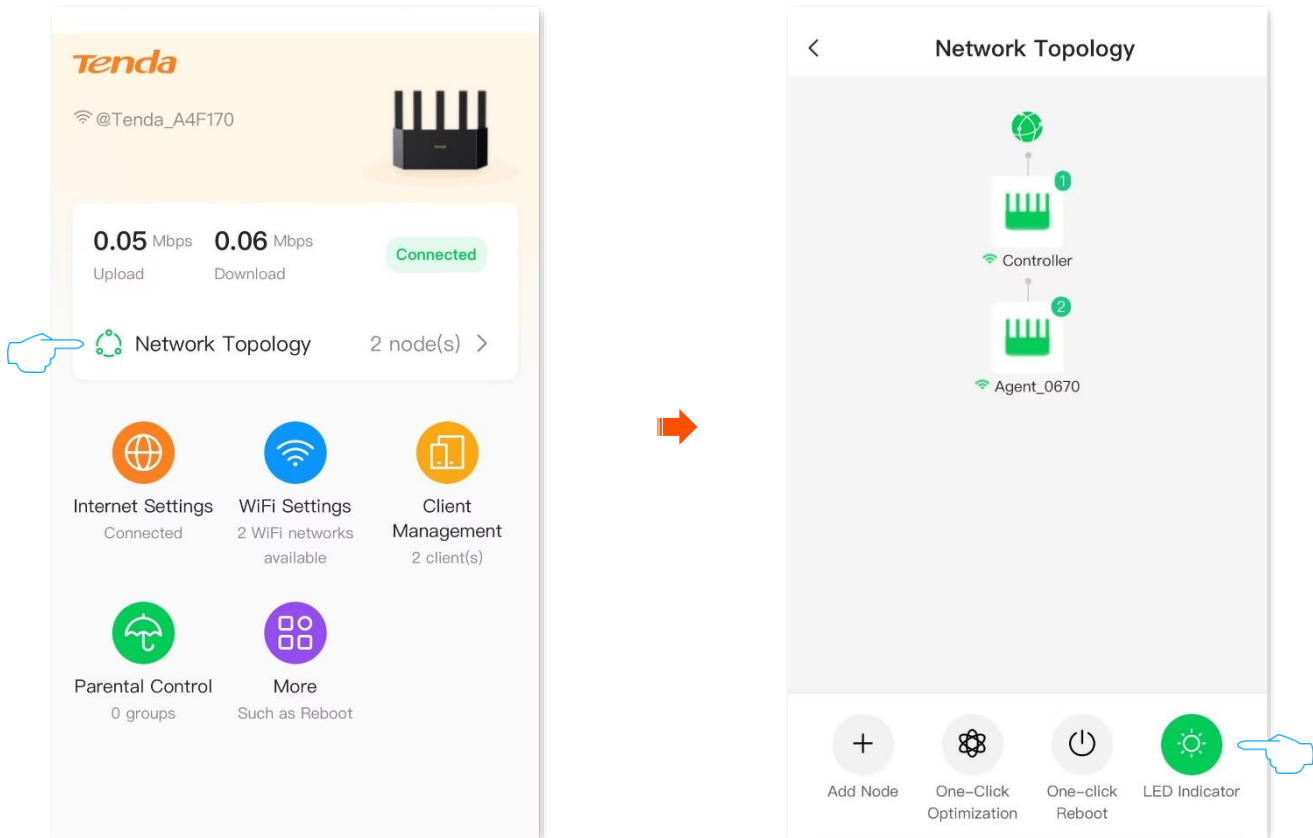 Tenda
@Tenda_A4F170
0.05 Mbps 0.06 Mbps
Upload Download
Connected
Network Topology 2 node(s)
Internet Settings
Connected
WiFi Settings
2 WiFi networks
available
Client
Management
2 client(s)
Parental Control
0 groups
More
Such as Reboot
Network Topology
1
Controller
2
Agent_0670
Add Node
One-Click
Optimization
One-click
Reboot
LED Indicator